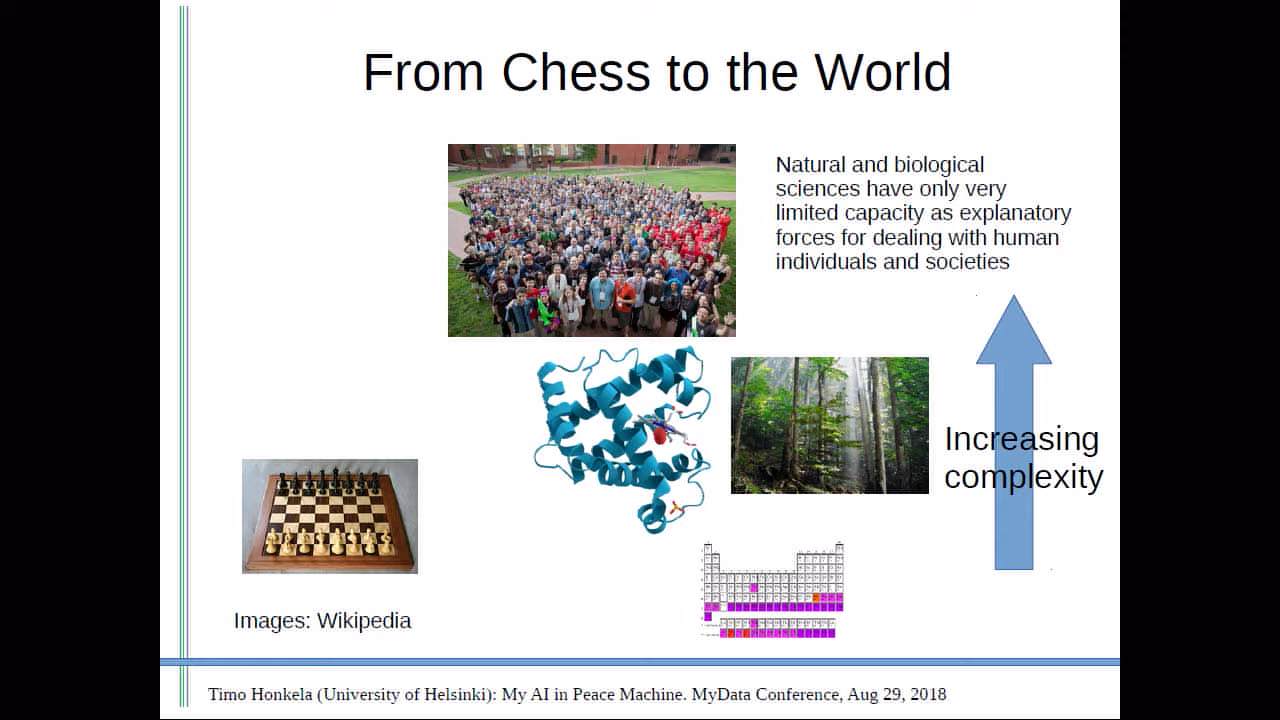 From Chess to the World
Natural and biological
sciences have only very
limited capacity as explanatory
forces for dealing with human
individuals and societies
Increasing
complexity
Images: Wikipedia
Timo Honkela (University of Helsinki): My AI in Peace Machine. MyData Conference, Aug 29, 2018